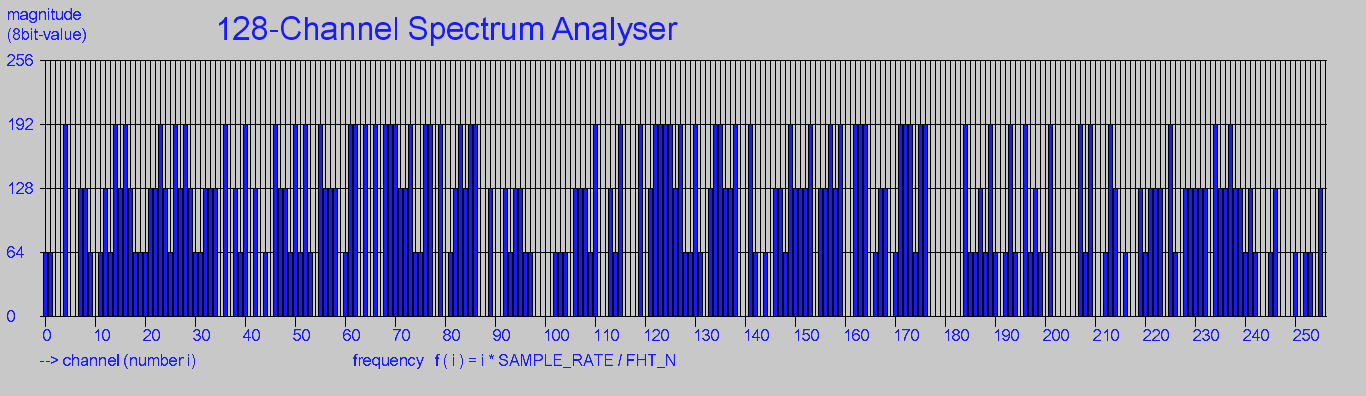 magnitude
(8bit-value)
128-Channel Spectrum Analyser
256
192
128
64
0
0 10 20 30 40 50 60 70 80 90 100 110 120 130 140 150 160 170 180 190 200 210 220 230 240 250
--> channel (number i) frequency f ( i ) = i * SAMPLE_RATE / FHT_N